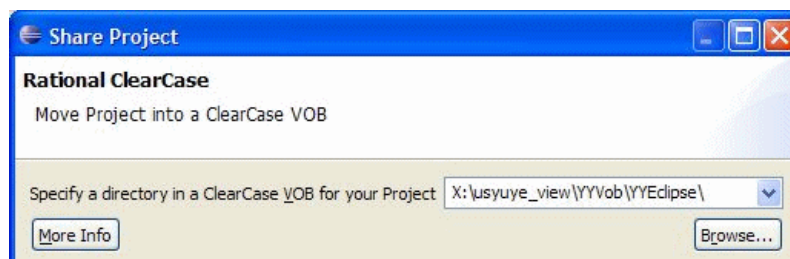 Share Project
Rational ClearCase
Move Project into a ClearCase VOB
Specify a directory in a ClearCase VOB for your Project X:\usyuye_view\YYVob\YYEclipse\
More Info Browse...